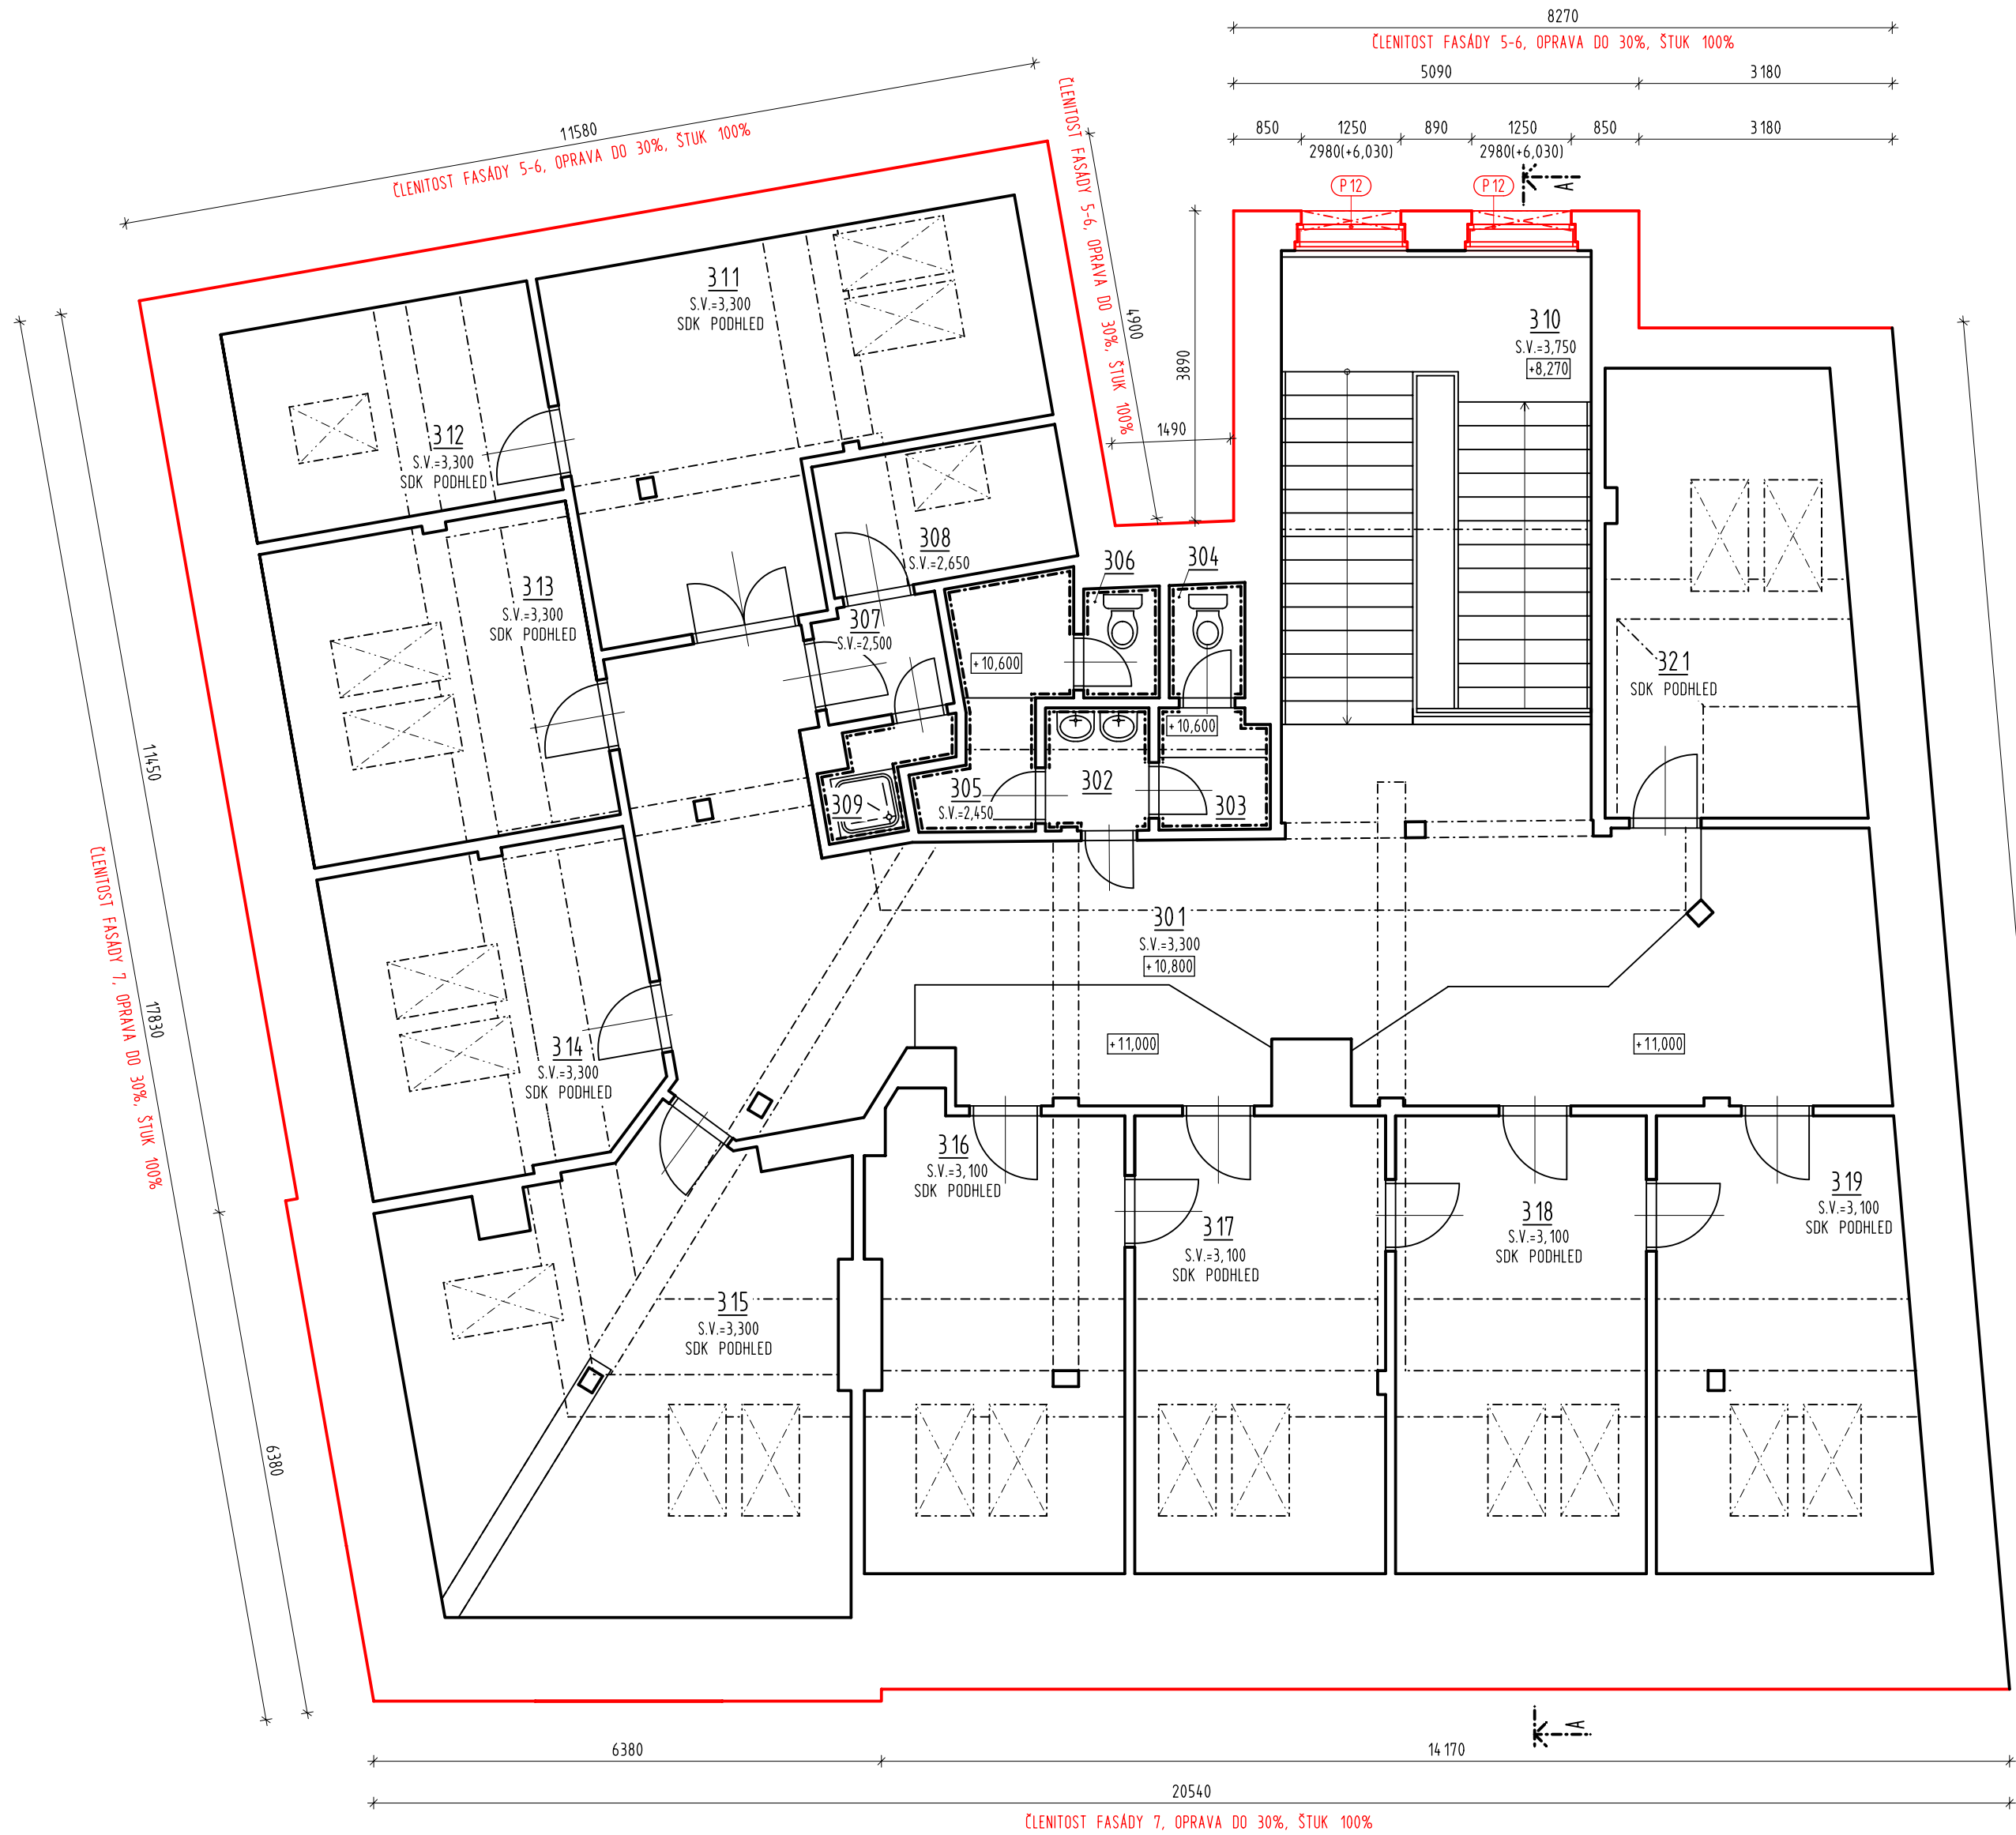 8270
ČLENITOST FASÁDY 5-6, OPRAVA DO 30%, ŠTUK 100%
5090
3180
850
1250
890
1250
850
3180
2980(+6,030)
2980(+6,030)
P12
P12
A
11580
ČLENITOST FASÁDY 5-6, OPRAVA DO 30%, ŠTUK 100%
ČLENITOST FASÁDY 5-6, OPRAVA DO 30%, ŠTUK 100%
4900
3890
1490
311
S.V.=3,300
SDK PODHLED
310
S.V.=3,750
+8,270
312
S.V.=3,300
SDK PODHLED
308
S.V.=2,650
306
304
313
S.V.=3,300
SDK PODHLED
307
S.V.=2,500
+10,600
321
SDK PODHLED
+10,600
302
305
S.V.=2,450
309
303
11450
17830
ČLENITOST FASÁDY 7, OPRAVA DO 30%, ŠTUK 100%
301
S.V.=3,300
+10,800
314
S.V.=3,300
SDK PODHLED
+11,000
+11,000
316
S.V.=3,100
SDK PODHLED
317
S.V.=3,100
SDK PODHLED
318
S.V.=3,100
SDK PODHLED
319
S.V.=3,100
SDK PODHLED
315
S.V.=3,300
SDK PODHLED
6380
A
6380
14170
20540
ČLENITOST FASÁDY 7, OPRAVA DO 30%, ŠTUK 100%